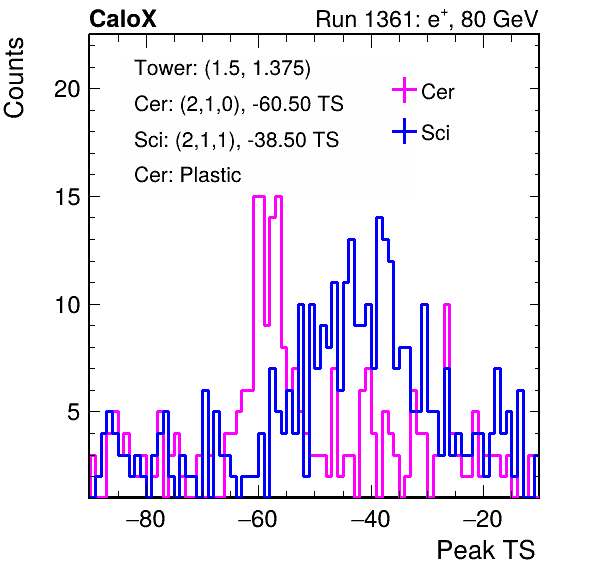 CaloX Run 1361: e⁺, 80 GeV
Counts
Tower: (1.5, 1.375)
Cer: (2,1,0), -60.50 TS
Sci: (2,1,1), -38.50 TS
Cer: Plastic
Cer
Sci
20
15
10
5
−80 −60 −40 −20
Peak TS